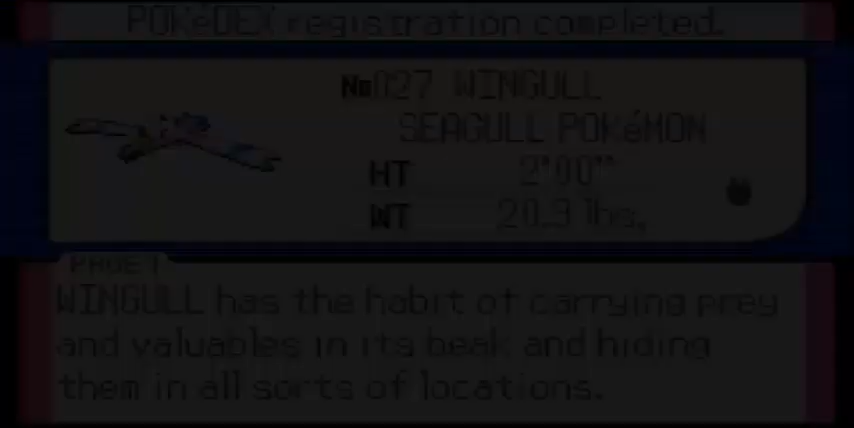 POKéDEX registration completed.
№027 WINGULL
SEAGULL POKéMON
HT 2'00"
WT 20.9 lbs.
PAGE 1
WINGULL has the habit of carrying prey
and valuables in its beak and hiding
them in all sorts of locations.